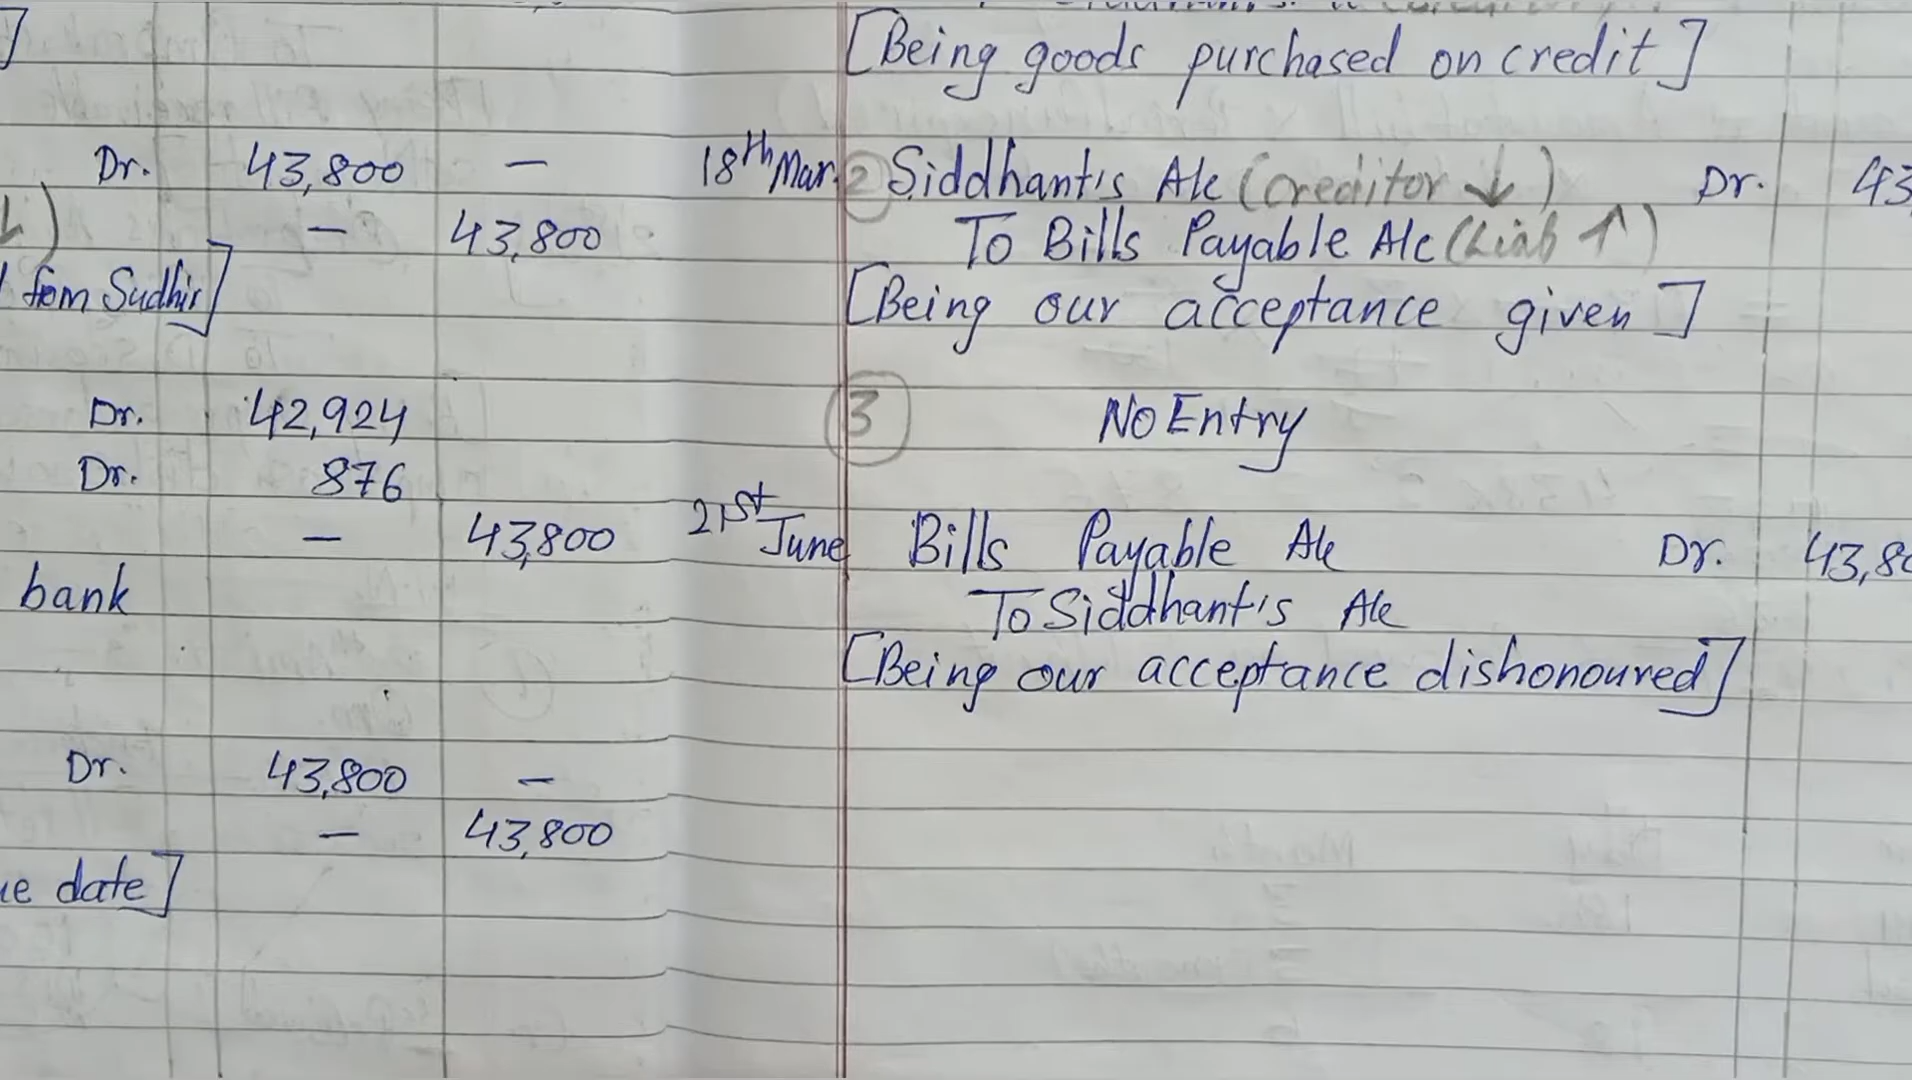 ]
Dr. 43,800 —
— 43,800
from Sudhir]
Dr. 42,924
Dr. 876
— 43,800
bank
Dr. 43,800 —
— 43,800
ue date]
[Being goods purchased on credit]
18th Mar. 2 Siddhant's A/c (Creditor ↓) Dr. 43,
To Bills Payable A/c (Liab ↑)
[Being our acceptance given]
3 No Entry
21st June Bills Payable A/c Dr. 43,80
To Siddhant's A/c
[Being our acceptance dishonoured]